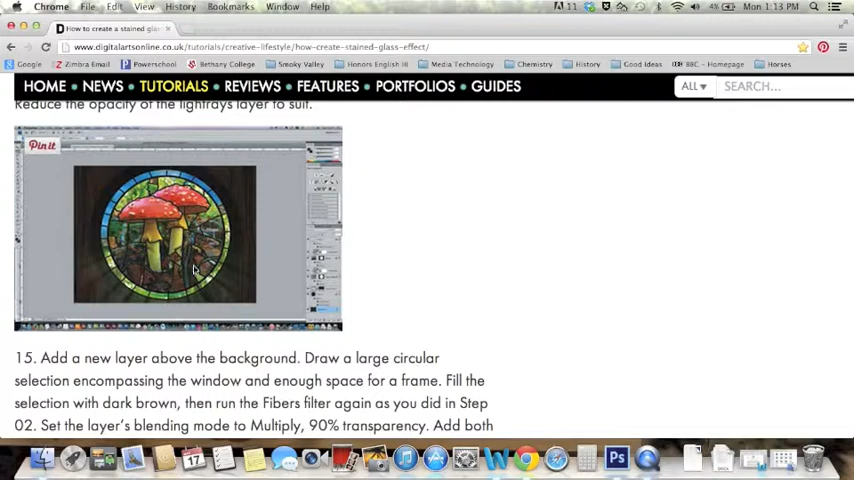 Chrome File Edit View History Bookmarks Window Help 11 4% Mon 1:13 PM
How to create a stained glas
www.digitalartsonline.co.uk/tutorials/creative-lifestyle/how-create-stained-glass-effect/
Google Zimbra Email Powerschool Bethany College Smoky Valley Honors English III Media Technology Chemistry History Good Ideas BBC - Homepage Horses
HOME NEWS TUTORIALS REVIEWS FEATURES PORTFOLIOS GUIDES ALL SEARCH...
Reduce the opacity of the lightrays layer to suit.
Pinit
15. Add a new layer above the background. Draw a large circular
selection encompassing the window and enough space for a frame. Fill the
selection with dark brown, then run the Fibers filter again as you did in Step
02. Set the layer's blending mode to Multiply, 90% transparency. Add both
17
Ps